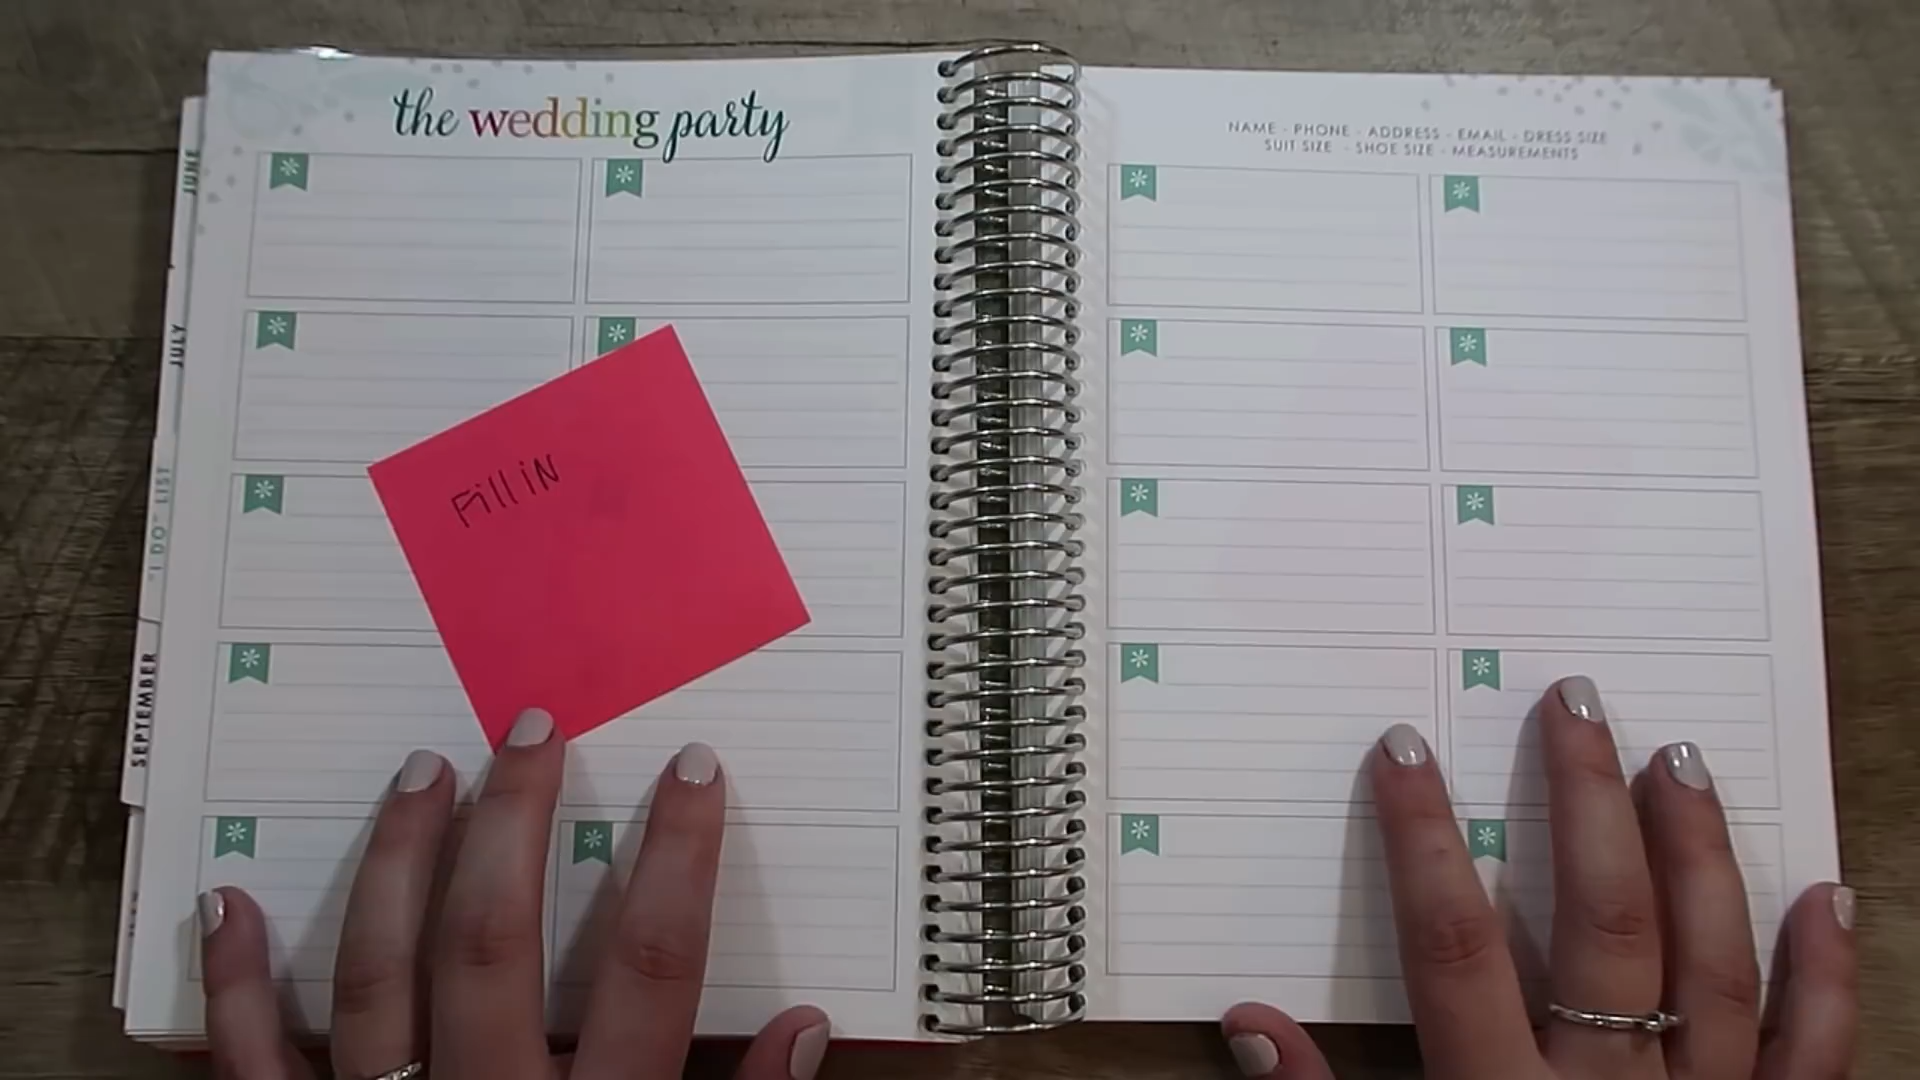 the wedding party
NAME - PHONE - ADDRESS - EMAIL - DRESS SIZE
SUIT SIZE - SHOE SIZE - MEASUREMENTS
Fill iN
JUNE
JULY
"I DO" LIST
SEPTEMBER